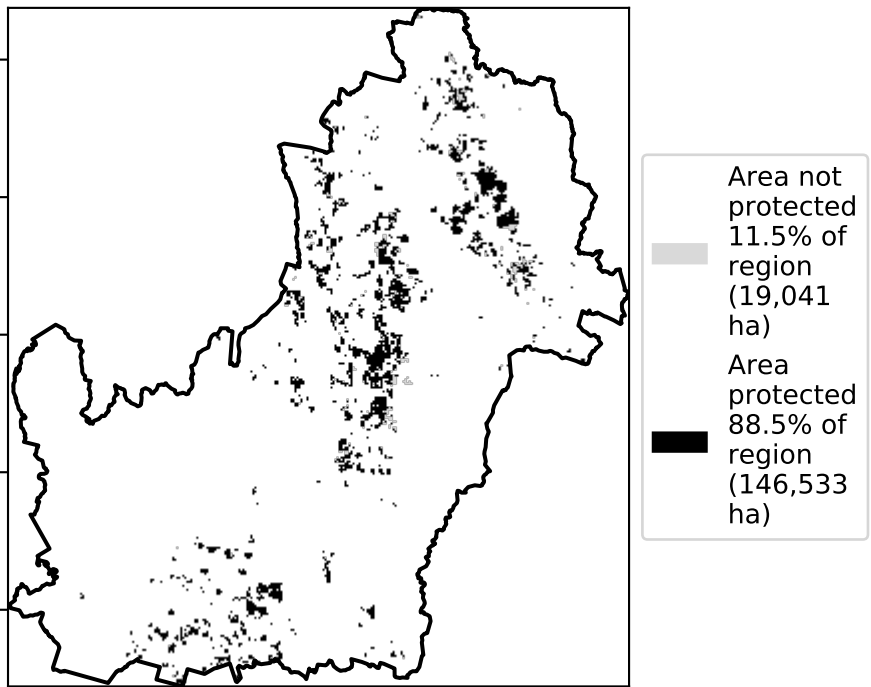 Area not
protected
11.5% of
region
(19,041
ha)
Area
protected
88.5% of
region
(146,533
ha)